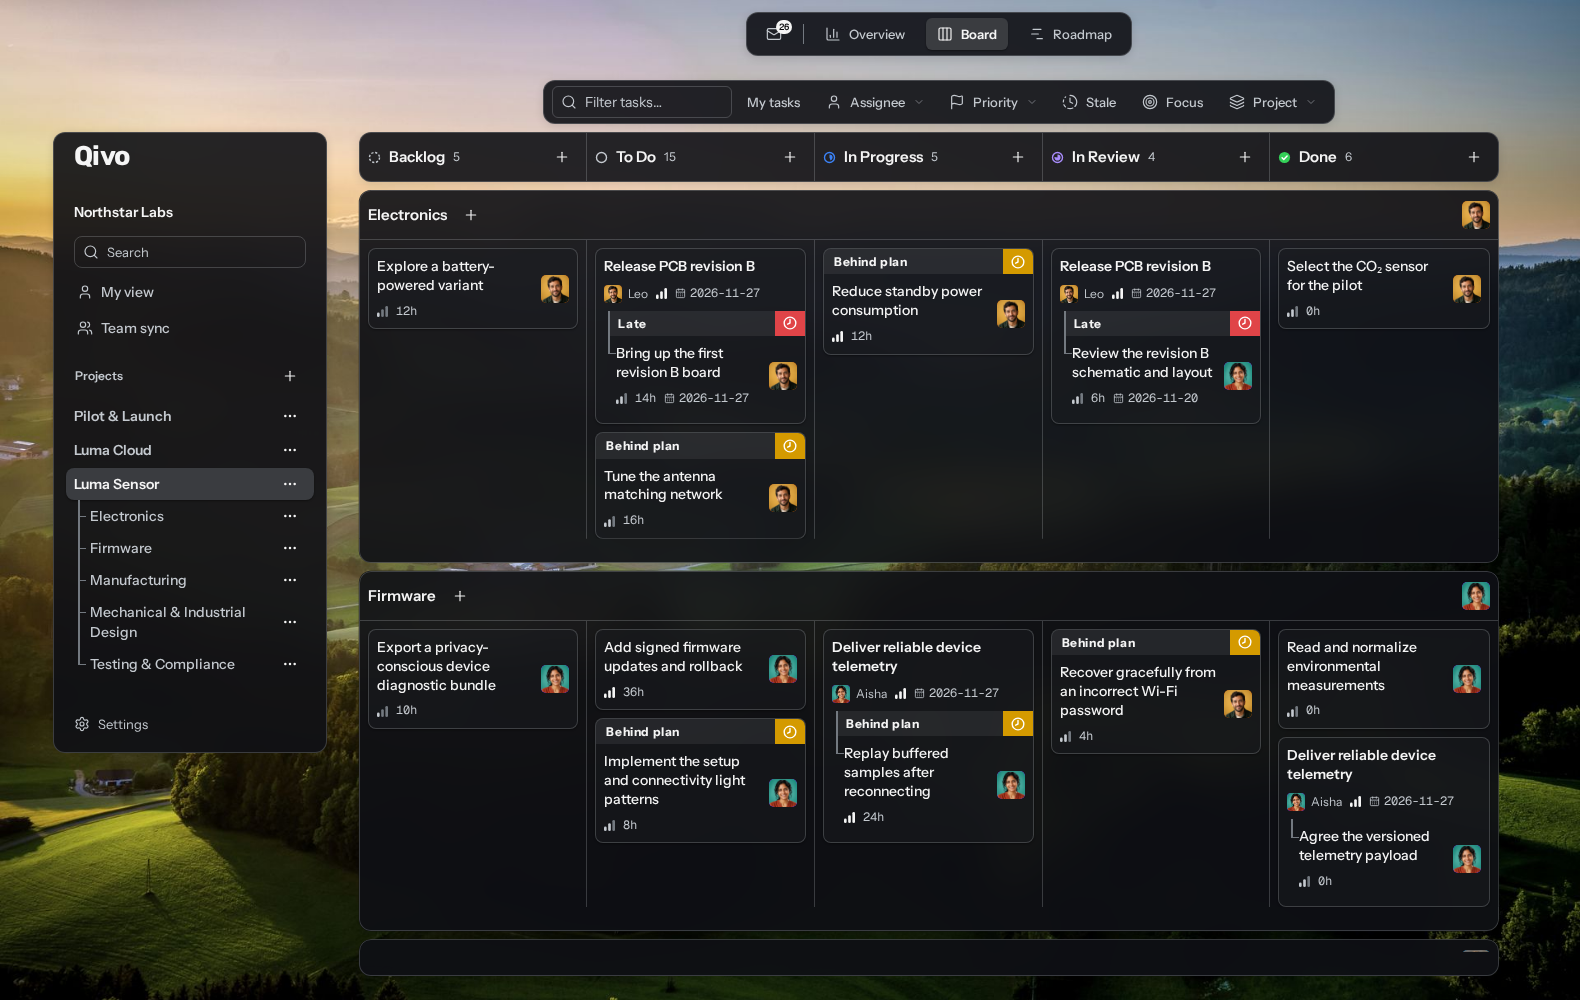 26
Overview
Board
Roadmap
Filter tasks...
My tasks
Assignee
Priority
Stale
Focus
Project
Qivo
Northstar Labs
Search
My view
Team sync
Projects
Pilot & Launch
Luma Cloud
Luma Sensor
Electronics
Firmware
Manufacturing
Mechanical & Industrial
Design
Testing & Compliance
Settings
Backlog 5
To Do 15
In Progress 5
In Review 4
Done 6
Electronics
Explore a battery-
powered variant
12h
Release PCB revision B
Leo 2026-11-27
Late
Bring up the first
revision B board
14h 2026-11-27
Behind plan
Tune the antenna
matching network
16h
Behind plan
Reduce standby power
consumption
12h
Release PCB revision B
Leo 2026-11-27
Late
Review the revision B
schematic and layout
6h 2026-11-20
Select the CO₂ sensor
for the pilot
0h
Firmware
Export a privacy-
conscious device
diagnostic bundle
10h
Add signed firmware
updates and rollback
36h
Behind plan
Implement the setup
and connectivity light
patterns
8h
Deliver reliable device
telemetry
Aisha 2026-11-27
Behind plan
Replay buffered
samples after
reconnecting
24h
Behind plan
Recover gracefully from
an incorrect Wi-Fi
password
4h
Read and normalize
environmental
measurements
0h
Deliver reliable device
telemetry
Aisha 2026-11-27
Agree the versioned
telemetry payload
0h